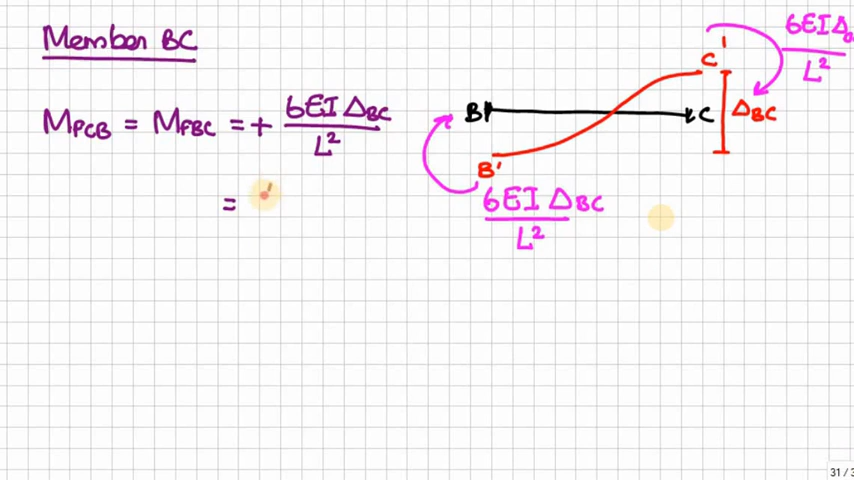 Member BC
MFCB = MFBC = + 6EIΔBC / L²
=
B C
B' C'
ΔBC
6EIΔBC / L²
6EIΔ / L²
31 / 3